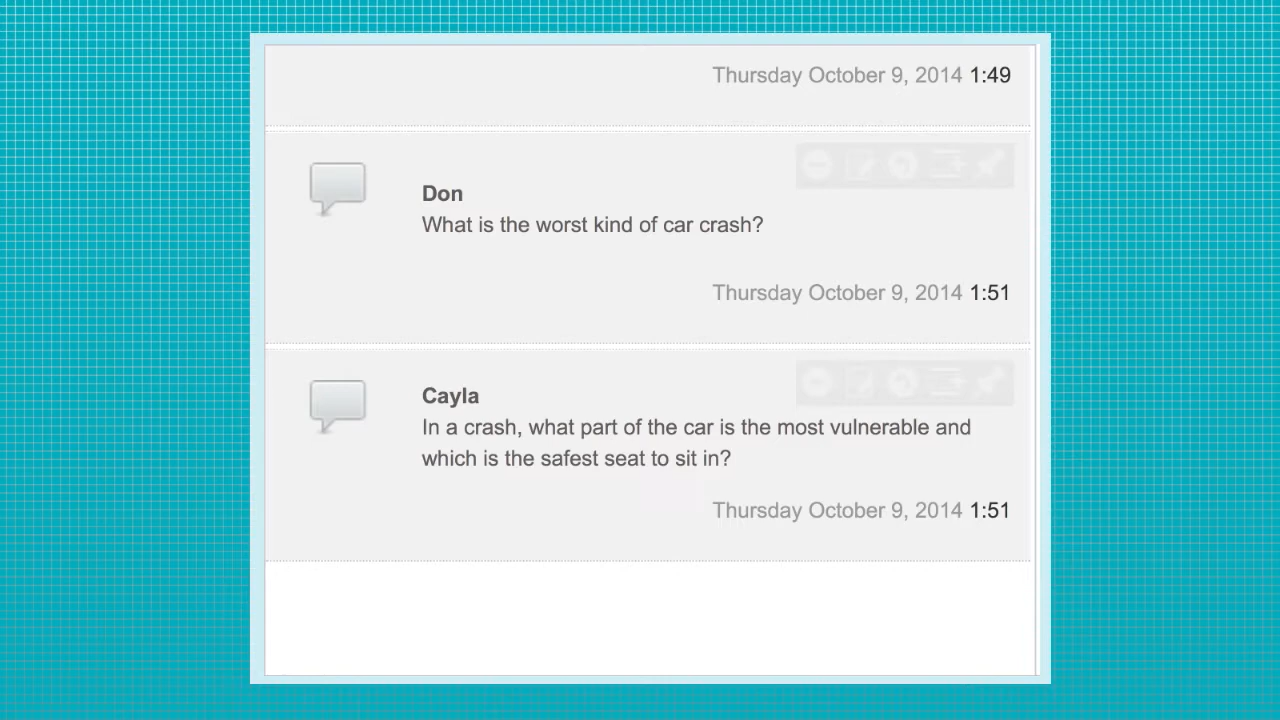 Thursday October 9, 2014 1:49
Don
What is the worst kind of car crash?
Thursday October 9, 2014 1:51
Cayla
In a crash, what part of the car is the most vulnerable and
which is the safest seat to sit in?
Thursday October 9, 2014 1:51